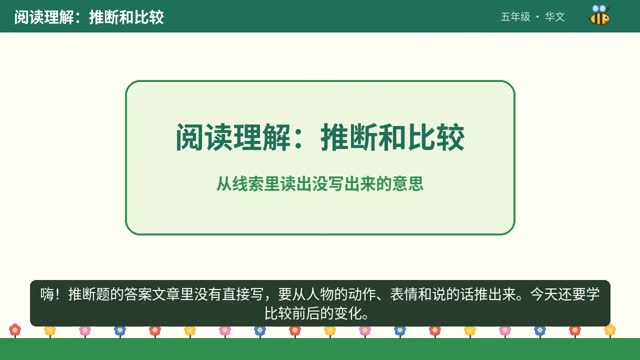 阅读理解：推断和比较
五年级 · 华文
阅读理解：推断和比较
从线索里读出没写出来的意思
嗨！推断题的答案文章里没有直接写，要从人物的动作、表情和说的话推出来。今天还要学
比较前后的变化。